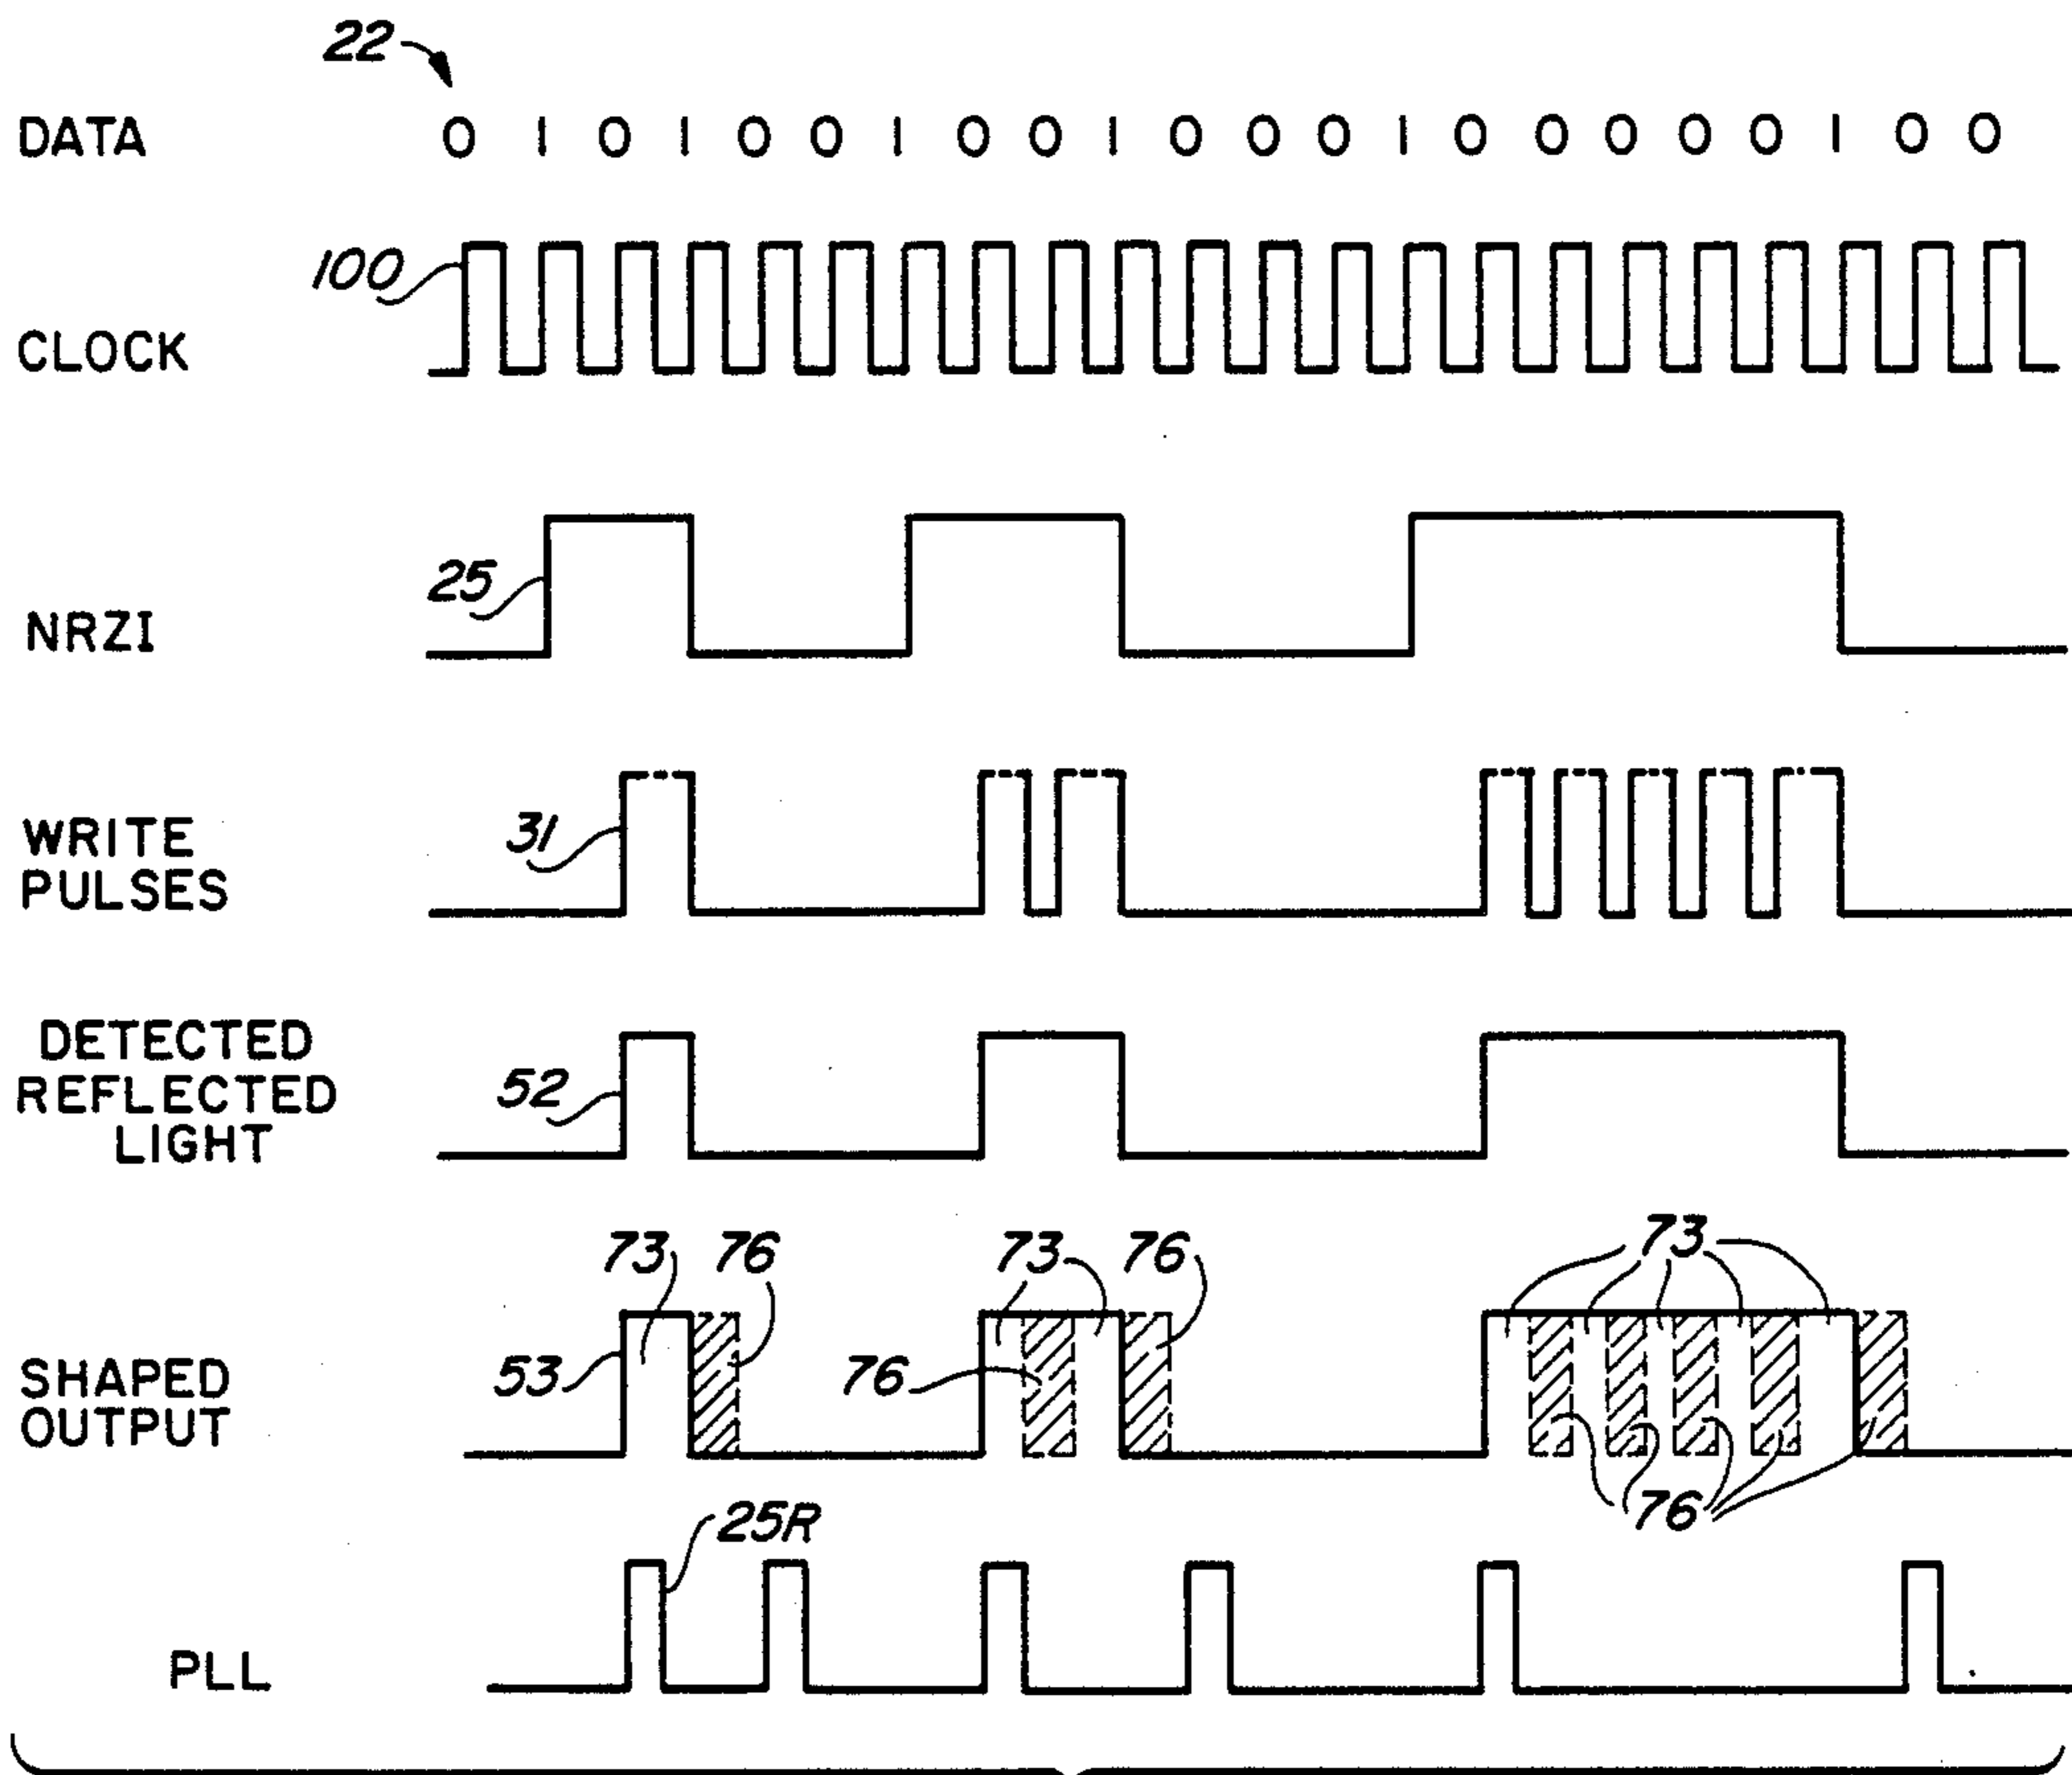 22
DATA 0 1 0 1 0 0 1 0 0 1 0 0 0 1 0 0 0 0 0 1 0 0
100
CLOCK
25
NRZI
31
WRITE
PULSES
DETECTED
REFLECTED
LIGHT
52
73 76 73 76 73
53
76
SHAPED
OUTPUT
76
25R
PLL